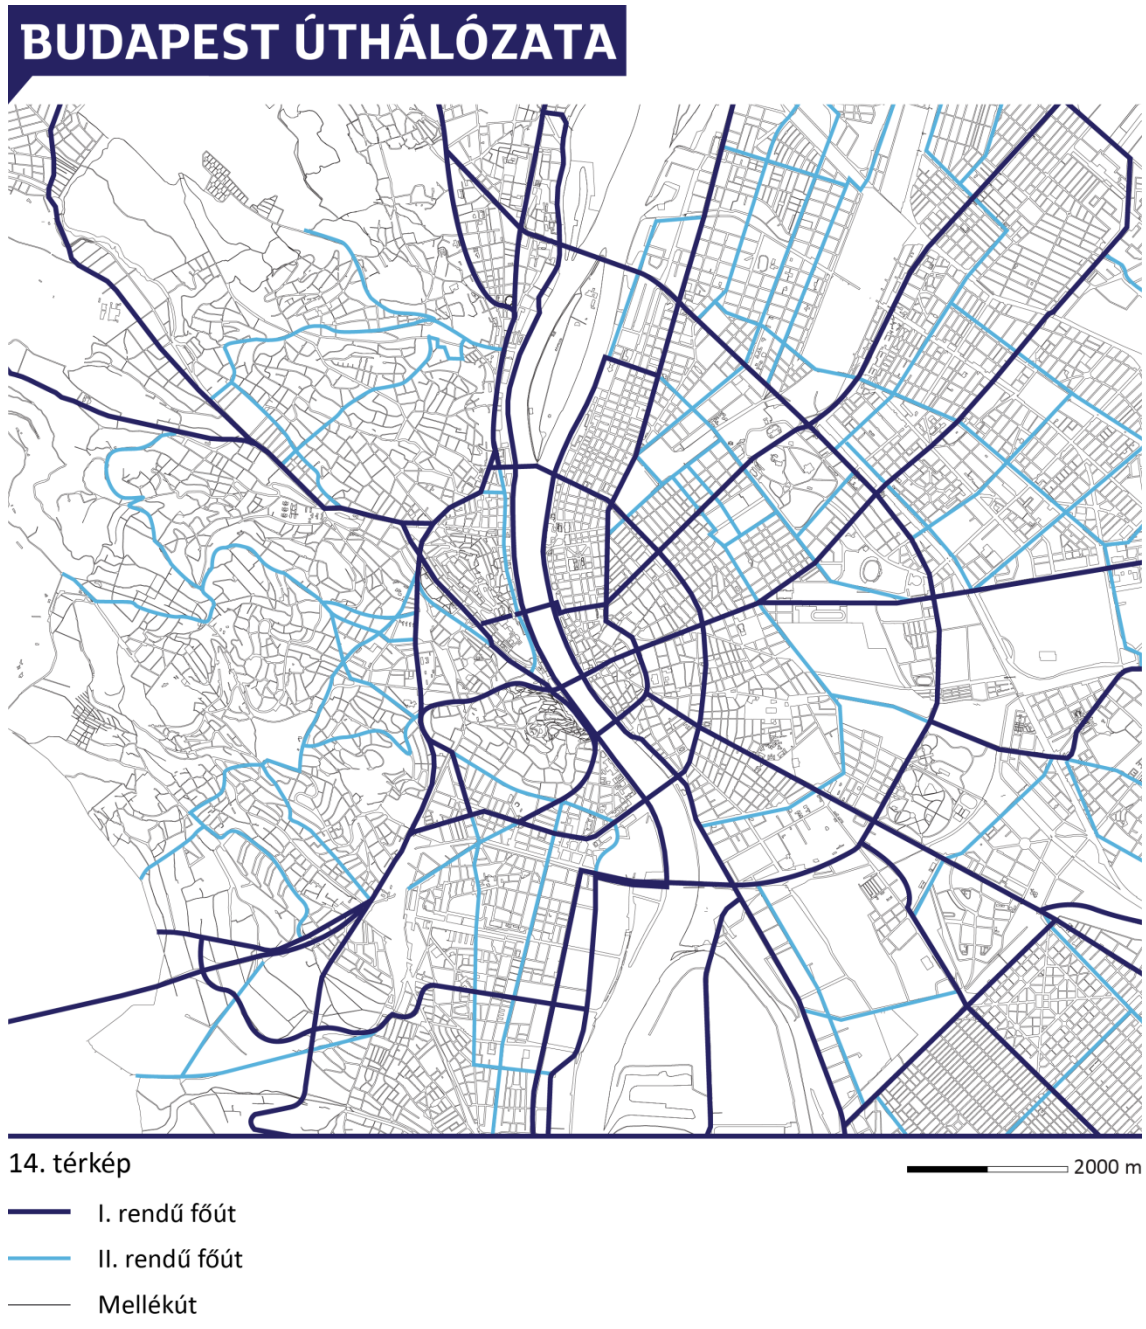 BUDAPEST ÚTHÁLÓZATA
14. térkép
2000 m
I. rendű főút
II. rendű főút
Mellékút